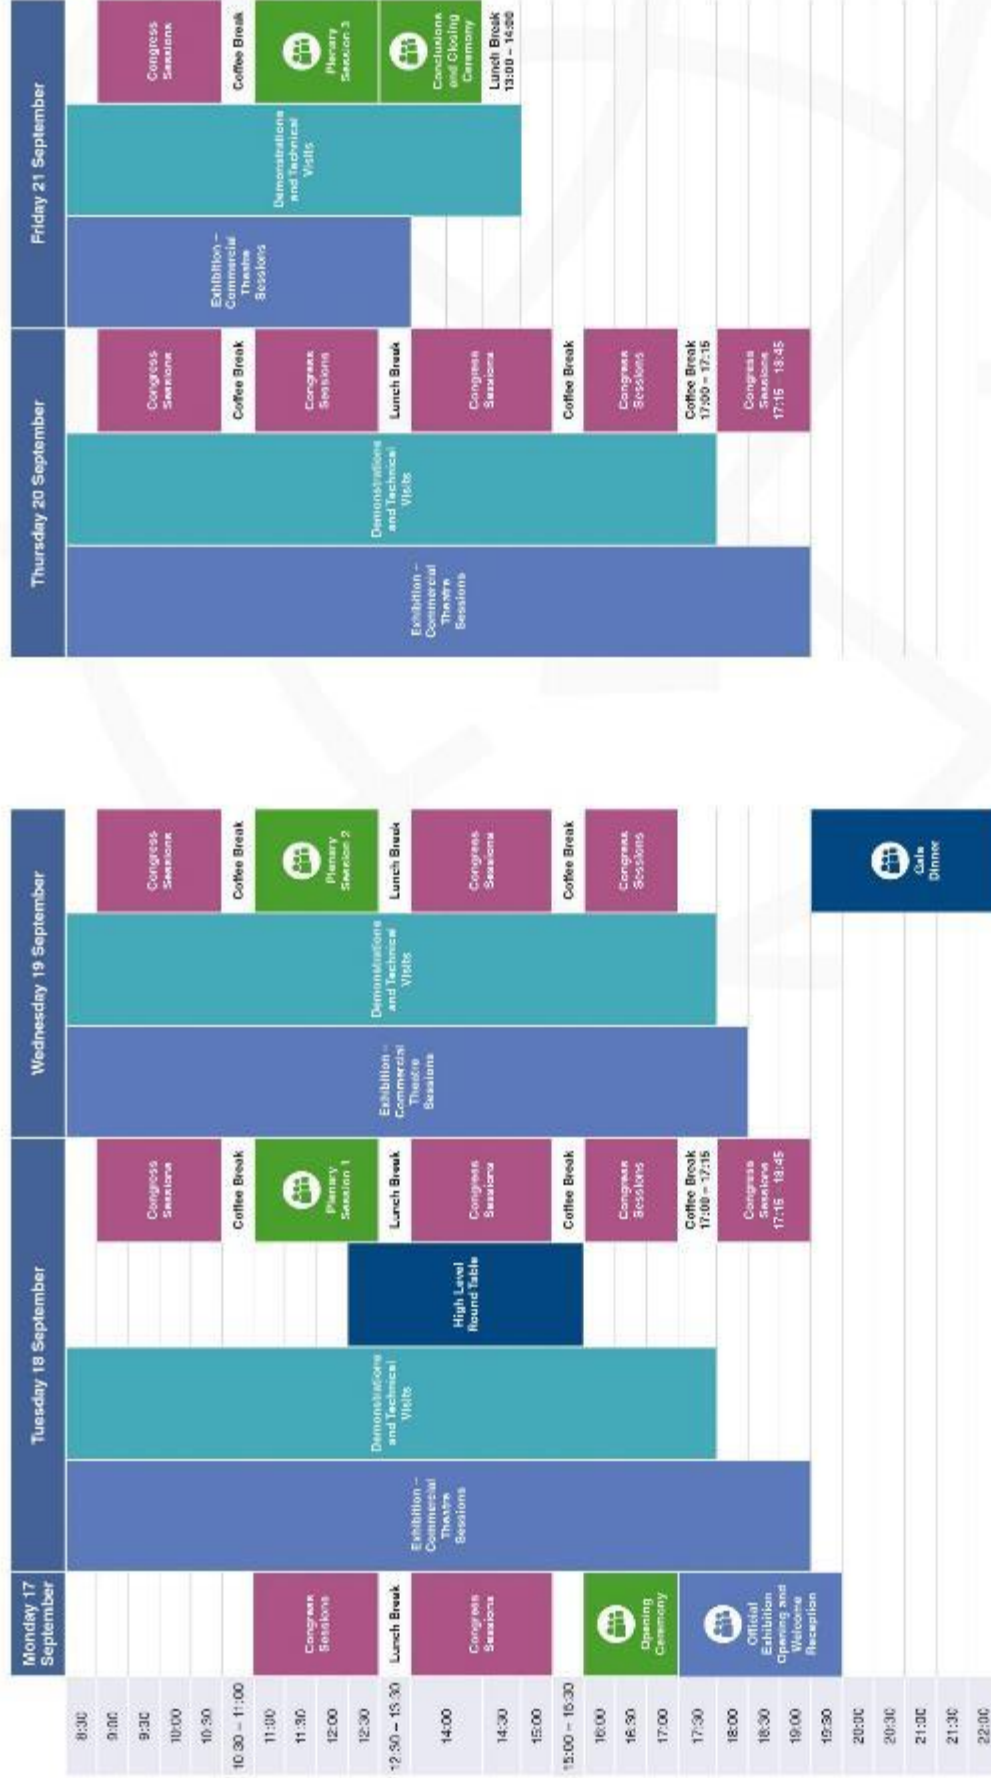 Monday 17
September
Tuesday 18 September
Wednesday 19 September
Thursday 20 September
Friday 21 September
8:30
9:00
9:30
10:00
10:30
10:30 – 11:00
11:00
11:30
12:00
12:30
12:30 – 13:30
14:00
14:30
15:00
15:00 – 15:30
16:00
16:30
17:00
17:30
18:00
18:30
19:00
19:30
20:00
20:30
21:00
21:30
22:00
Congress
Sessions
Lunch Break
Congress
Sessions
Opening
Ceremony
Official
Exhibition
Opening and
Welcome
Reception
Exhibition –
Commercial
Theatre
Sessions
Demonstrations
and Technical
Visits
High Level
Round Table
Congress
Sessions
Coffee Break
Plenary
Session 1
Lunch Break
Congress
Sessions
Coffee Break
Congress
Sessions
Coffee Break
17:00 – 17:15
Congress
Sessions
17:15 18:45
Exhibition –
Commercial
Theatre
Sessions
Demonstrations
and Technical
Visits
Congress
Sessions
Coffee Break
Plenary
Session 2
Lunch Break
Congress
Sessions
Coffee Break
Congress
Sessions
Gala
Dinner
Exhibition –
Commercial
Theatre
Sessions
Demonstrations
and Technical
Visits
Congress
Sessions
Coffee Break
Congress
Sessions
Lunch Break
Congress
Sessions
Coffee Break
Congress
Sessions
Coffee Break
17:00 – 17:15
Congress
Sessions
17:15 18:45
Exhibition –
Commercial
Theatre
Sessions
Demonstrations
and Technical
Visits
Congress
Sessions
Coffee Break
Plenary
Session 3
Conclusions
and Closing
Ceremony
Lunch Break
13:00 – 14:00